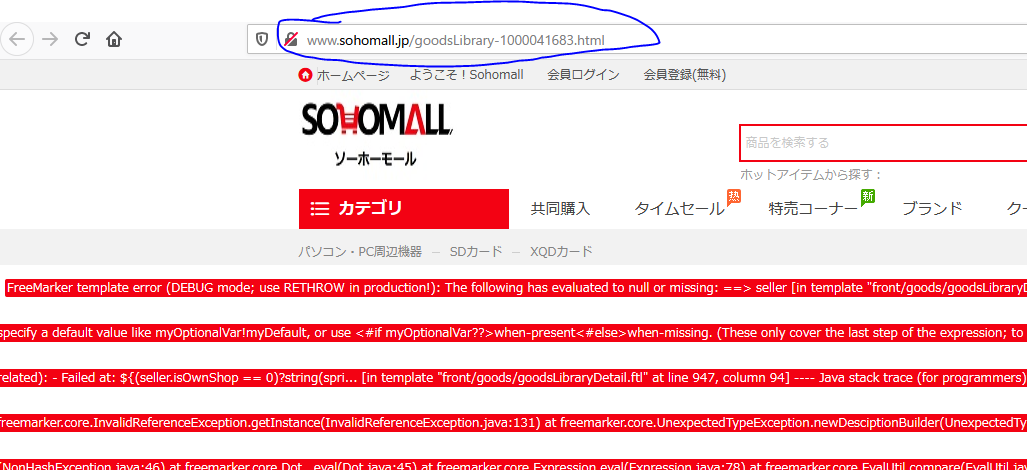 www.sohomall.jp/goodsLibrary-1000041683.html
ホームページ ようこそ！Sohomall 会員ログイン 会員登録(無料)
SOHOMALL
ソーホーモール
商品を検索する
ホットアイテムから探す：
カテゴリ 共同購入 タイムセール 热 特売コーナー 新 ブランド ク
パソコン・PC周辺機器 – SDカード – XQDカード
FreeMarker template error (DEBUG mode; use RETHROW in production!): The following has evaluated to null or missing: ==> seller [in template "front/goods/goodsLibraryD
specify a default value like myOptionalVar!myDefault, or use <#if myOptionalVar??>when-present<#else>when-missing. (These only cover the last step of the expression; to
related): - Failed at: ${(seller.isOwnShop == 0)?string(spri... [in template "front/goods/goodsLibraryDetail.ftl" at line 947, column 94] ---- Java stack trace (for programmers)
freemarker.core.InvalidReferenceException.getInstance(InvalidReferenceException.java:131) at freemarker.core.UnexpectedTypeException.newDesciptionBuilder(UnexpectedTy
(NonHashException.java:46) at freemarker.core.Dot._eval(Dot.java:45) at freemarker.core.Expression.eval(Expression.java:78) at freemarker.core.EvalUtil.compare(EvalUtil.java